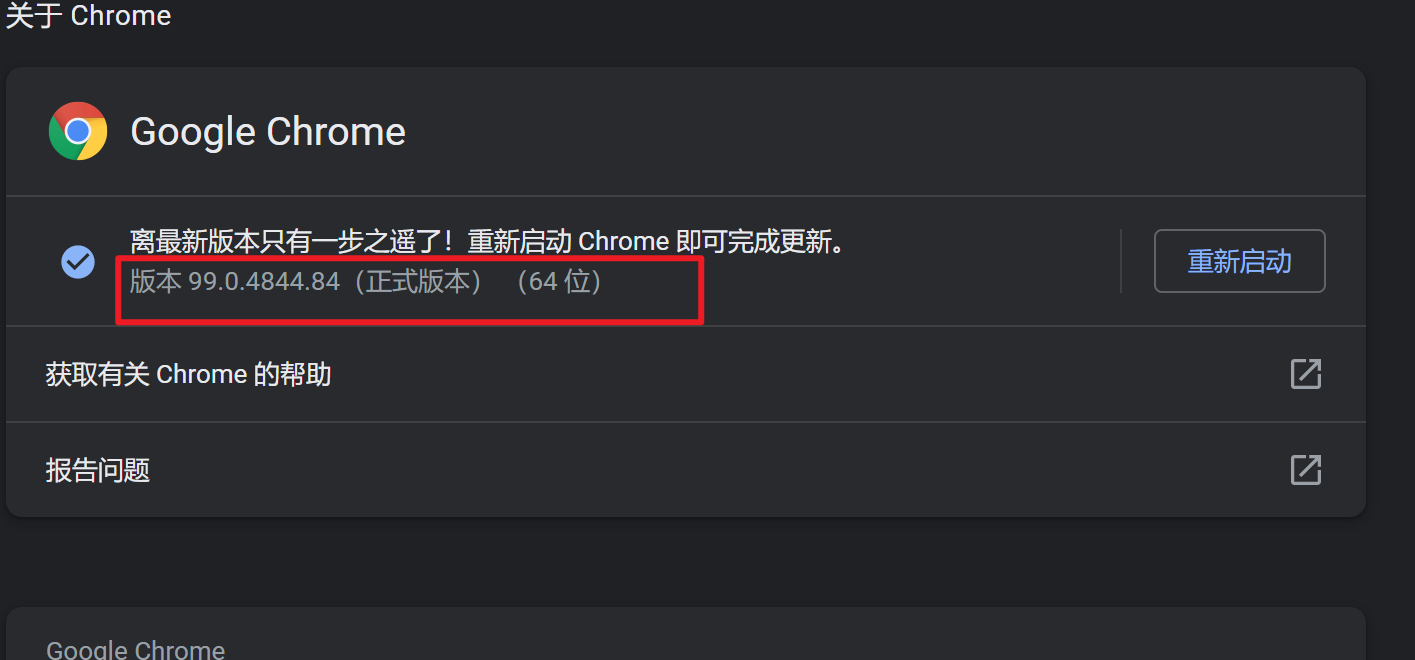 关于 Chrome
Google Chrome
离最新版本只有一步之遥了！重新启动 Chrome 即可完成更新。
版本 99.0.4844.84（正式版本） （64 位）
重新启动
获取有关 Chrome 的帮助
报告问题
Google Chrome